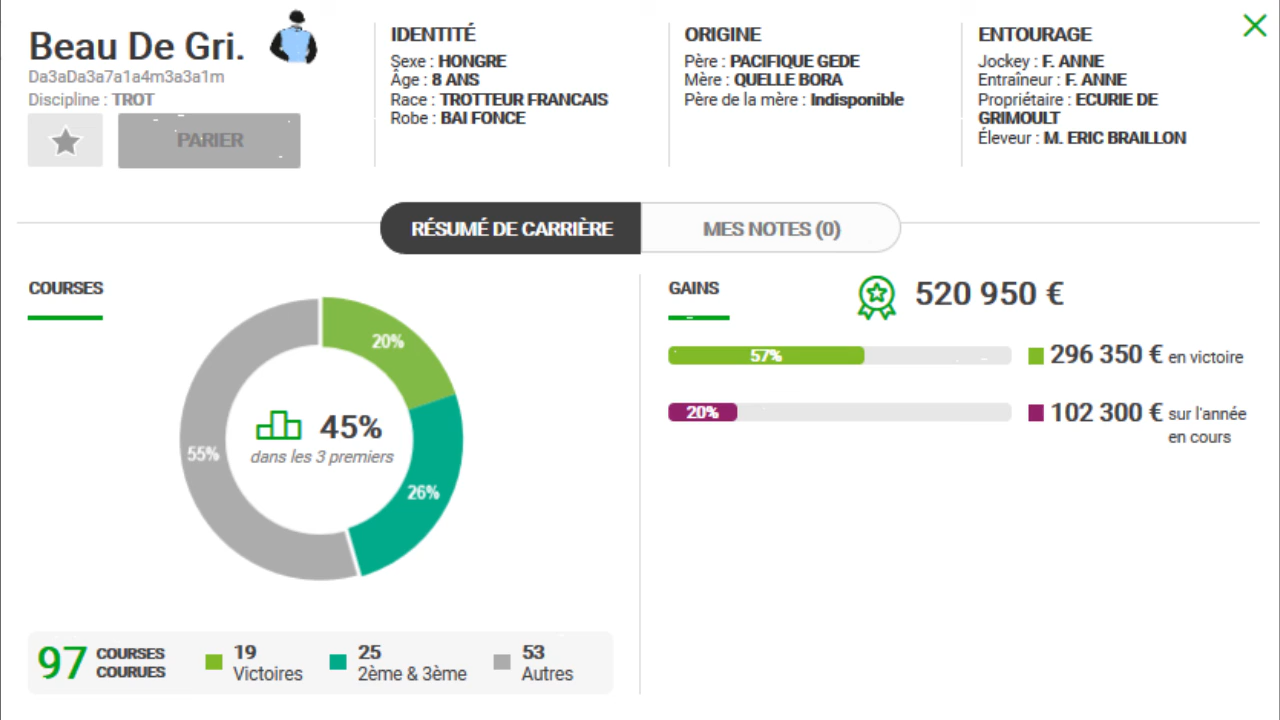 Beau De Gri.
Da3aDa3a7a1a4m3a3a1m
Discipline : TROT
PARIER
IDENTITÉ
Sexe : HONGRE
Âge : 8 ANS
Race : TROTTEUR FRANCAIS
Robe : BAI FONCE
ORIGINE
Père : PACIFIQUE GEDE
Mère : QUELLE BORA
Père de la mère : Indisponible
ENTOURAGE
Jockey : F. ANNE
Entraîneur : F. ANNE
Propriétaire : ECURIE DE
GRIMOULT
Éleveur : M. ERIC BRAILLON
RÉSUMÉ DE CARRIÈRE
MES NOTES (0)
COURSES
20%
45%
dans les 3 premiers
55%
26%
97 COURSES
COURUES
19
Victoires
25
2ème & 3ème
53
Autres
GAINS
520 950 €
57%
296 350 € en victoire
20%
102 300 € sur l'année
en cours